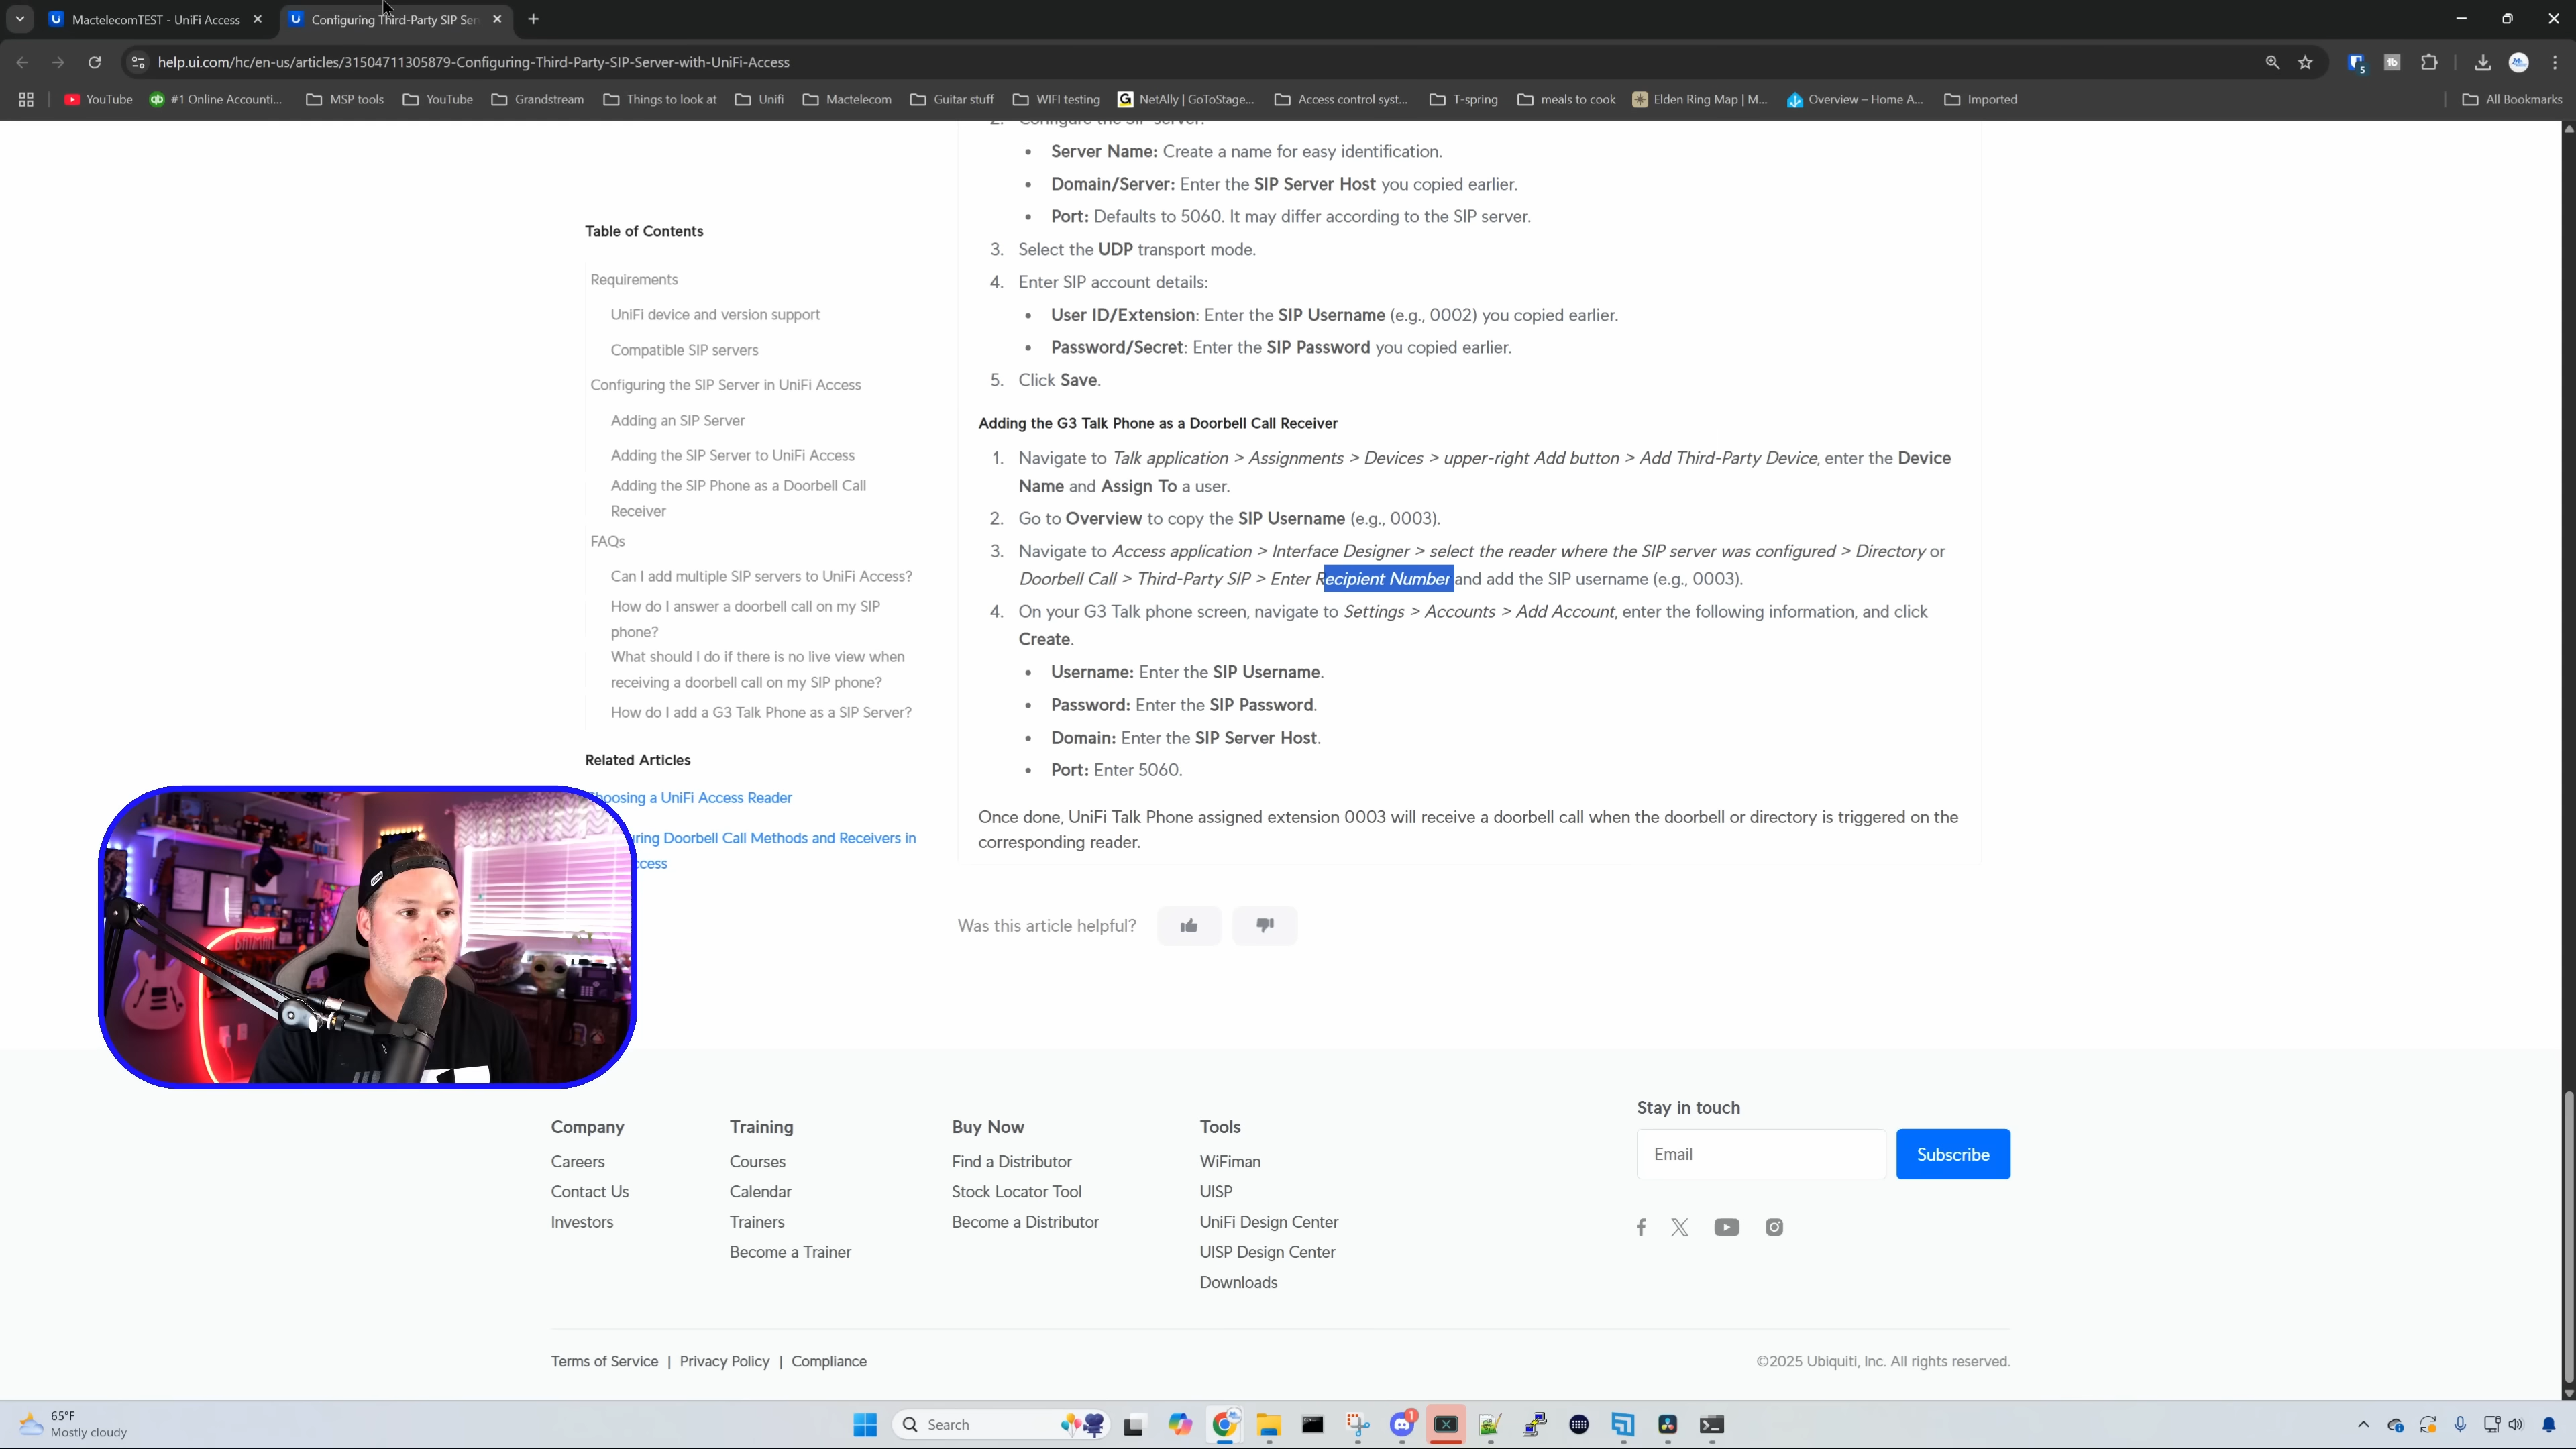 MactelecomTEST - UniFi Access
Configuring Third-Party SIP Ser
help.ui.com/hc/en-us/articles/31504711305879-Configuring-Third-Party-SIP-Server-with-UniFi-Access
YouTube
#1 Online Accounti...
MSP tools
YouTube
Grandstream
Things to look at
Unifi
Mactelecom
Guitar stuff
WIFI testing
NetAlly | GoToStage...
Access control syst...
T-spring
meals to cook
Elden Ring Map | M...
Overview – Home A...
Imported
All Bookmarks
Table of Contents
Requirements
UniFi device and version support
Compatible SIP servers
Configuring the SIP Server in UniFi Access
Adding an SIP Server
Adding the SIP Server to UniFi Access
Adding the SIP Phone as a Doorbell Call
Receiver
FAQs
Can I add multiple SIP servers to UniFi Access?
How do I answer a doorbell call on my SIP
phone?
What should I do if there is no live view when
receiving a doorbell call on my SIP phone?
How do I add a G3 Talk Phone as a SIP Server?
Related Articles
hoosing a UniFi Access Reader
uring Doorbell Call Methods and Receivers in
ccess
2. Configure the SIP server:
• Server Name: Create a name for easy identification.
• Domain/Server: Enter the SIP Server Host you copied earlier.
• Port: Defaults to 5060. It may differ according to the SIP server.
3. Select the UDP transport mode.
4. Enter SIP account details:
• User ID/Extension: Enter the SIP Username (e.g., 0002) you copied earlier.
• Password/Secret: Enter the SIP Password you copied earlier.
5. Click Save.
Adding the G3 Talk Phone as a Doorbell Call Receiver
1. Navigate to Talk application > Assignments > Devices > upper-right Add button > Add Third-Party Device, enter the Device
Name and Assign To a user.
2. Go to Overview to copy the SIP Username (e.g., 0003).
3. Navigate to Access application > Interface Designer > select the reader where the SIP server was configured > Directory or
Doorbell Call > Third-Party SIP > Enter Recipient Number and add the SIP username (e.g., 0003).
4. On your G3 Talk phone screen, navigate to Settings > Accounts > Add Account, enter the following information, and click
Create.
• Username: Enter the SIP Username.
• Password: Enter the SIP Password.
• Domain: Enter the SIP Server Host.
• Port: Enter 5060.
Once done, UniFi Talk Phone assigned extension 0003 will receive a doorbell call when the doorbell or directory is triggered on the
corresponding reader.
Was this article helpful?
Company
Careers
Contact Us
Investors
Training
Courses
Calendar
Trainers
Become a Trainer
Buy Now
Find a Distributor
Stock Locator Tool
Become a Distributor
Tools
WiFiman
UISP
UniFi Design Center
UISP Design Center
Downloads
Stay in touch
Email
Subscribe
Terms of Service | Privacy Policy | Compliance
©2025 Ubiquiti, Inc. All rights reserved.
65°F
Mostly cloudy
Search
1